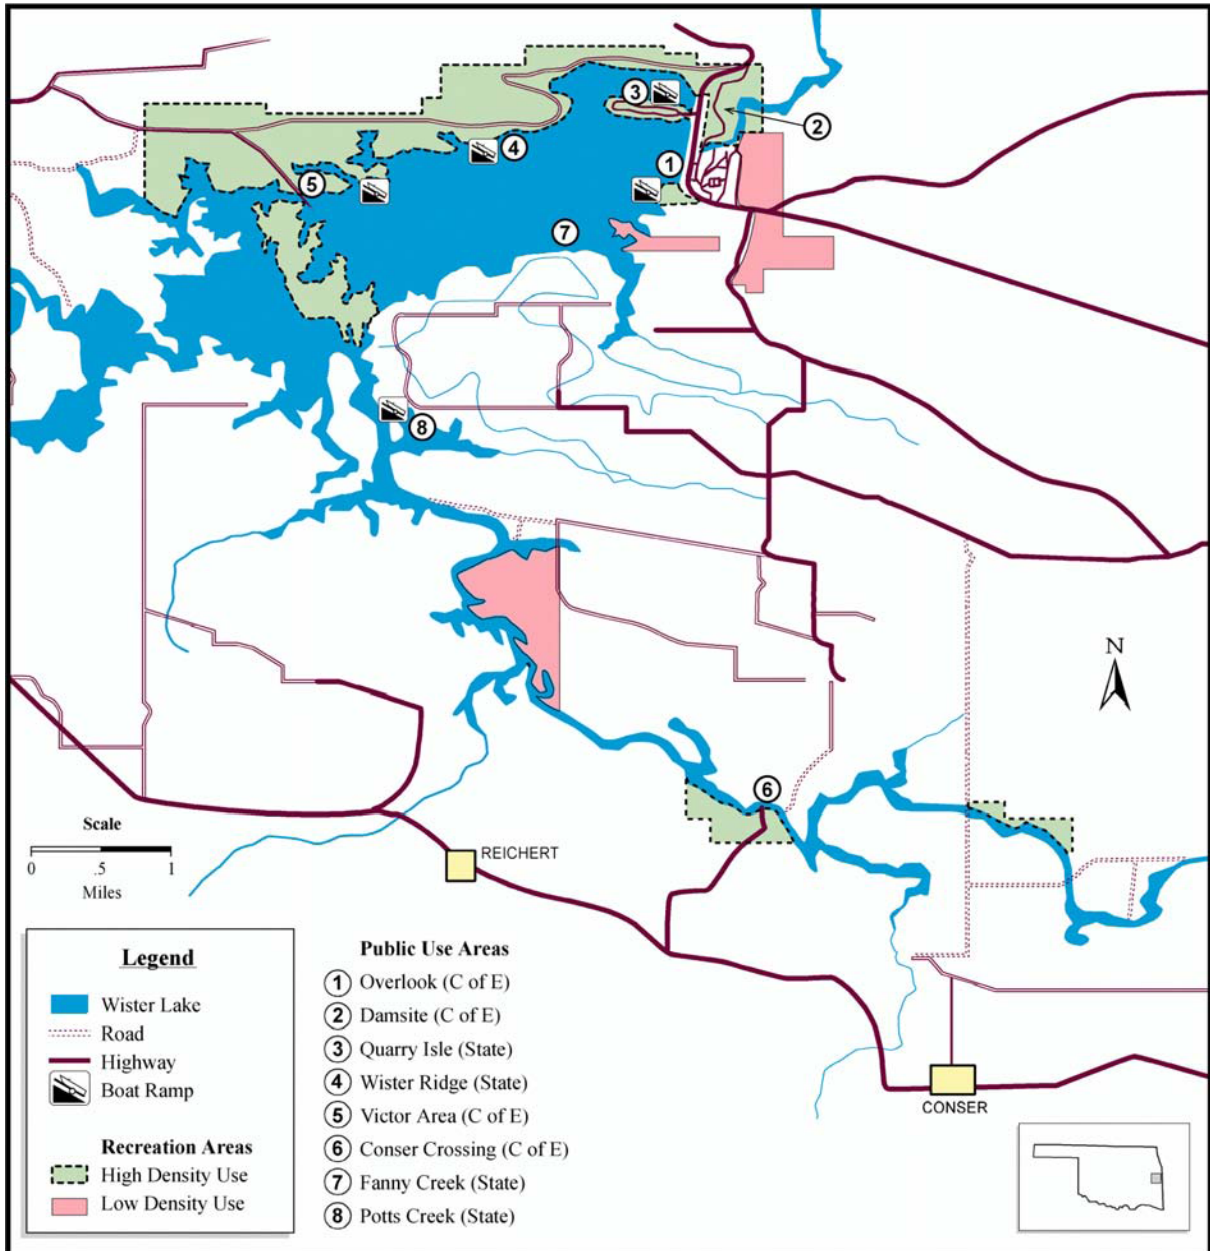 3
2
4
1
5
7
8
N
6
Scale
0 .5 1
Miles
REICHERT
CONSER
Legend
Wister Lake
Road
Highway
Boat Ramp
Recreation Areas
High Density Use
Low Density Use
Public Use Areas
1 Overlook (C of E)
2 Damsite (C of E)
3 Quarry Isle (State)
4 Wister Ridge (State)
5 Victor Area (C of E)
6 Conser Crossing (C of E)
7 Fanny Creek (State)
8 Potts Creek (State)